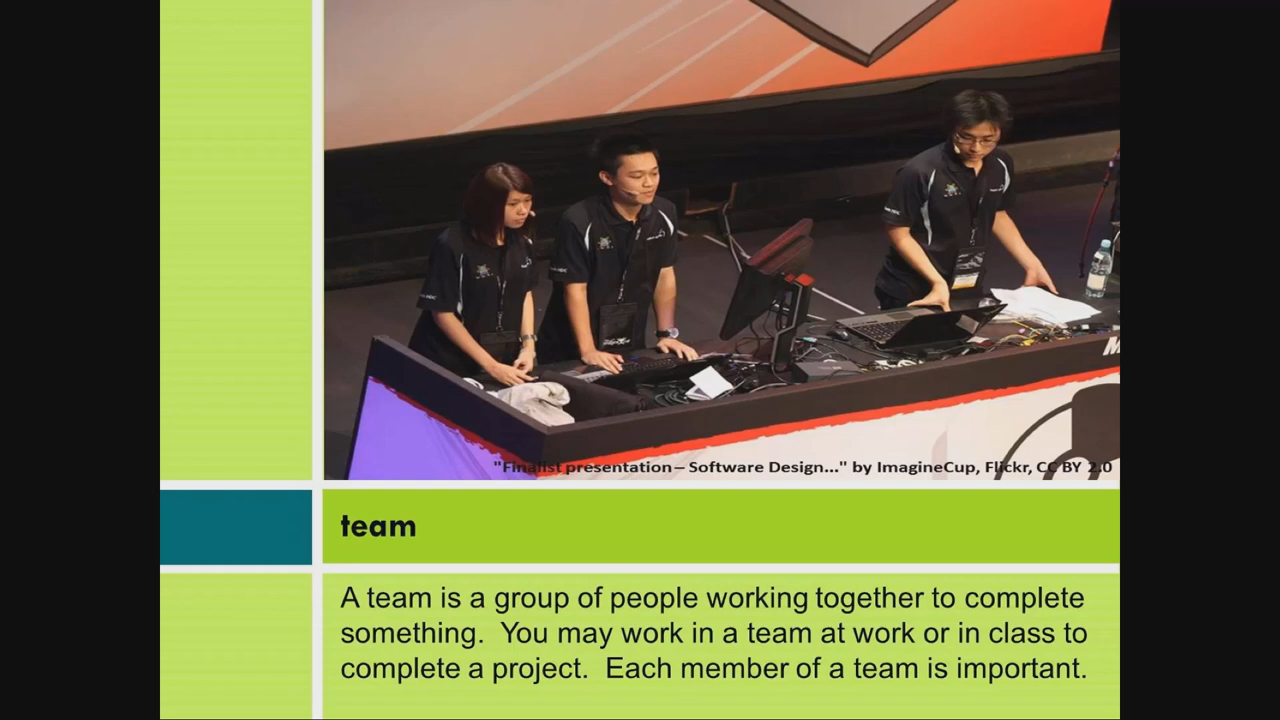 "Finalist presentation – Software Design..." by ImagineCup, Flickr, CC BY 2.0
team
A team is a group of people working together to complete
something.  You may work in a team at work or in class to
complete a project.  Each member of a team is important.